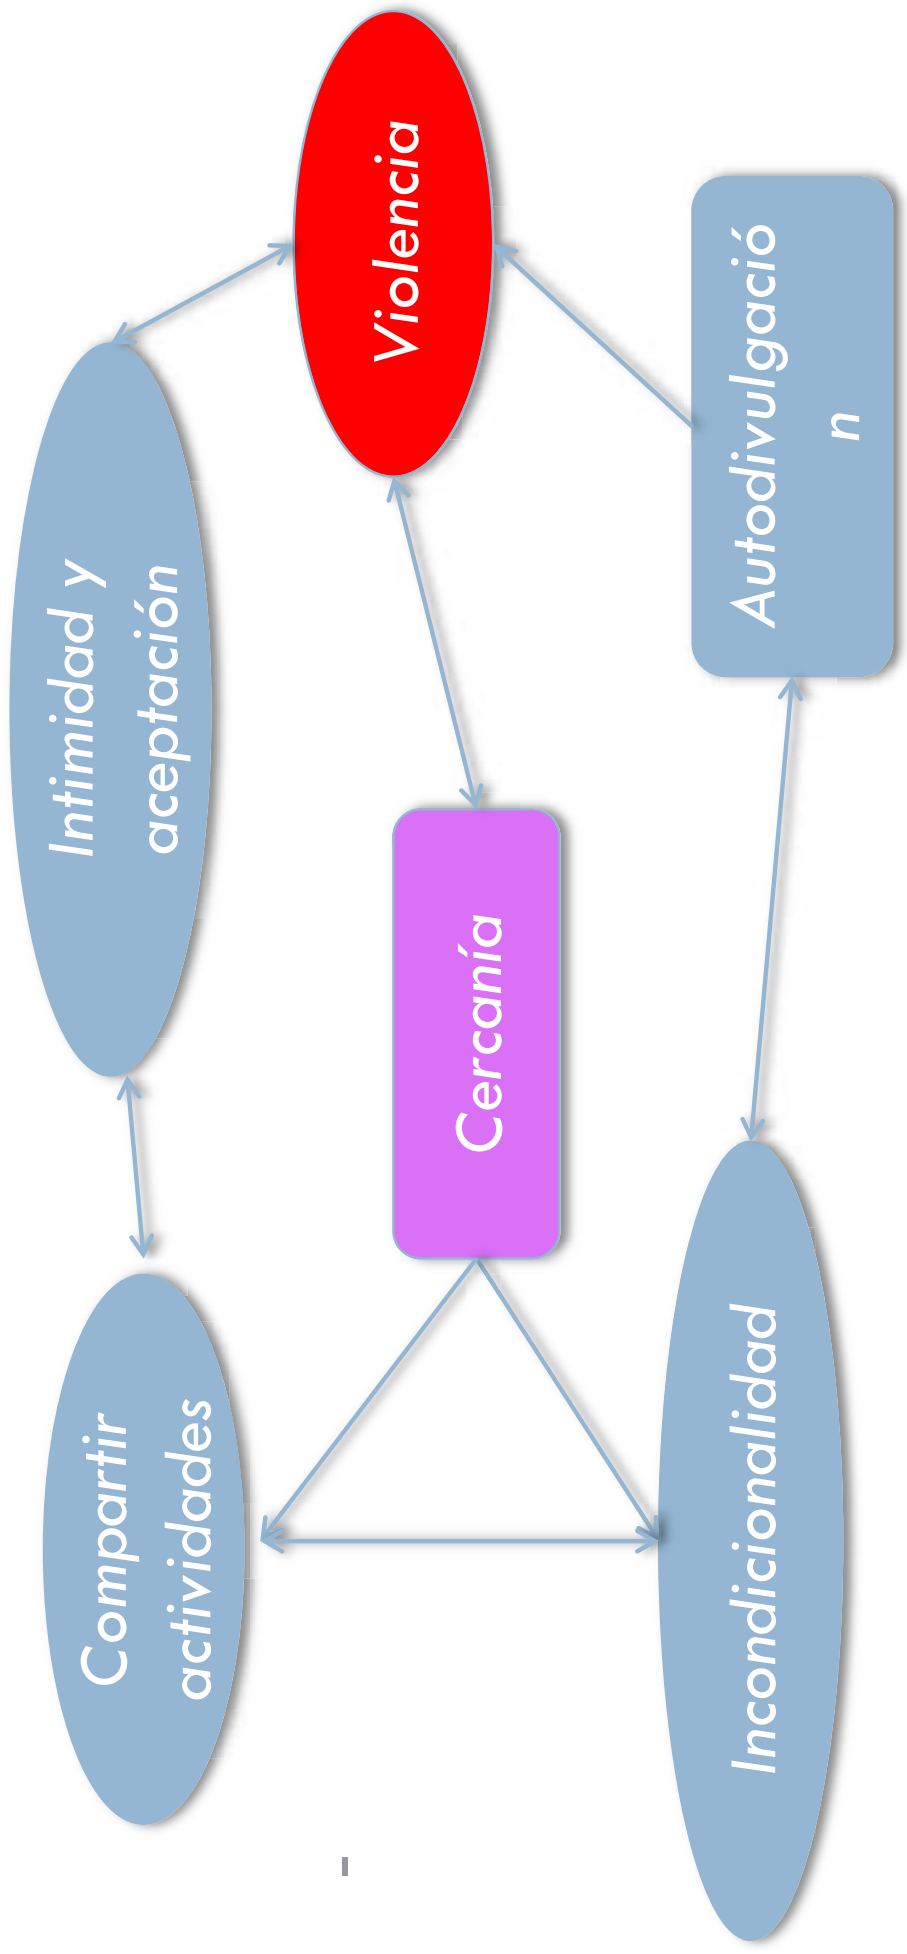 Compartir
actividades
Intimidad y
aceptación
Violencia
Cercanía
Incondicionalidad
Autodivulgació
n